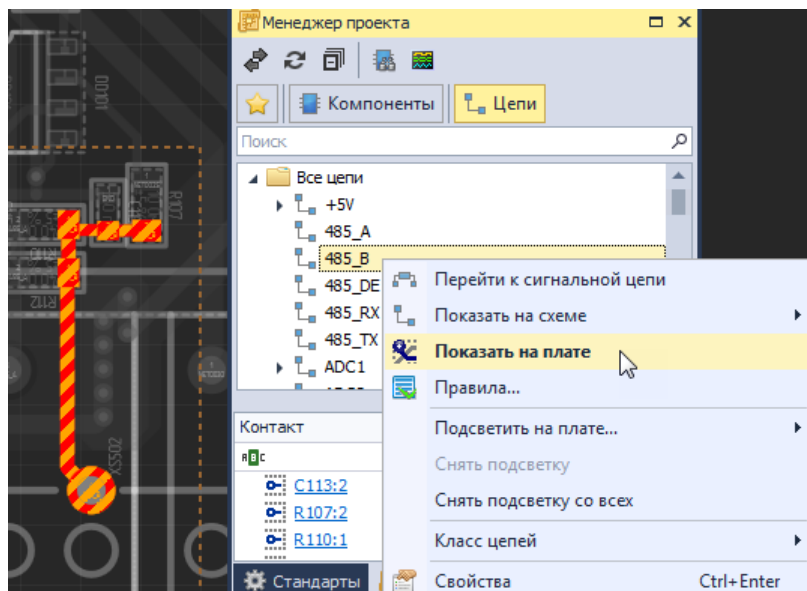 Менеджер проекта
Компоненты
Цепи
Поиск
Все цепи
+5V
485_A
485_B
485_DE
485_RX
485_TX
ADC1
Перейти к сигнальной цепи
Показать на схеме
Показать на плате
Правила...
Подсветить на плате...
Снять подсветку
Снять подсветку со всех
Класс цепей
Свойства Ctrl+Enter
Контакт
C113:2
R107:2
R110:1
Стандарты
DD101
R107
R112
XS502